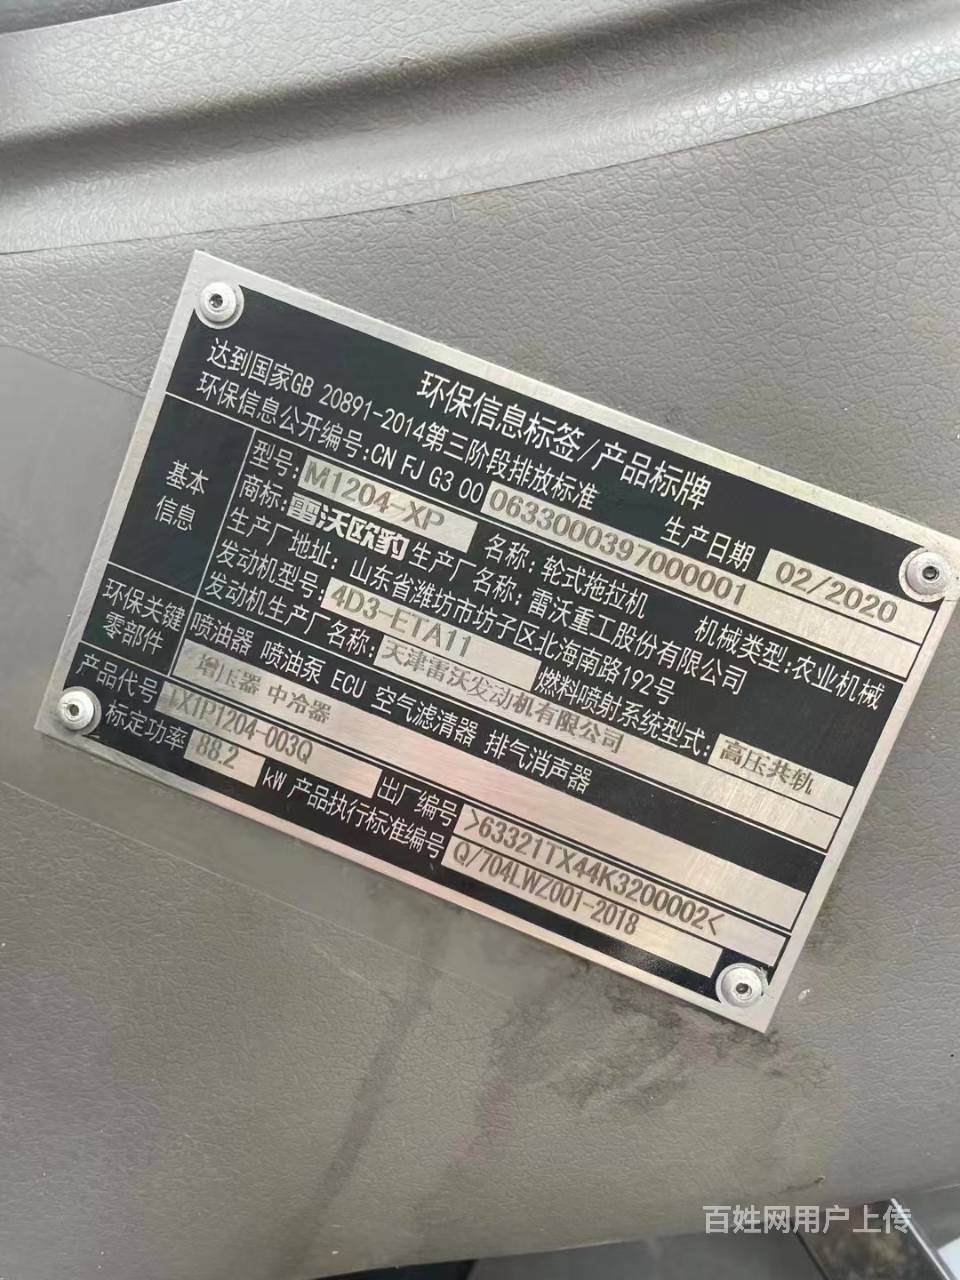 环保信息标签/产品标牌
达到国家GB 20891-2014第三阶段排放标准 生产日期 02/2020
环保信息公开编号:CN FJ G3 00 0633000397000001
基本信息
型号: M1204-XP 名称: 轮式拖拉机 机械类型: 农业机械
商标: 雷沃欧豹 生产厂名称: 雷沃重工股份有限公司
生产厂地址: 山东省潍坊市坊子区北海南路192号
发动机型号: 4D3-ETA11 燃料喷射系统型式: 高压共轨
发动机生产厂名称: 天津雷沃发动机有限公司
环保关键零部件
喷油器 喷油泵 ECU 空气滤清器 排气消声器
增压器 中冷器
产品代号 LX1P1204-003Q 出厂编号 >63321TX44K3200002<
标定功率 88.2 kW 产品执行标准编号 Q/704LWZ001-2018
百姓网用户上传